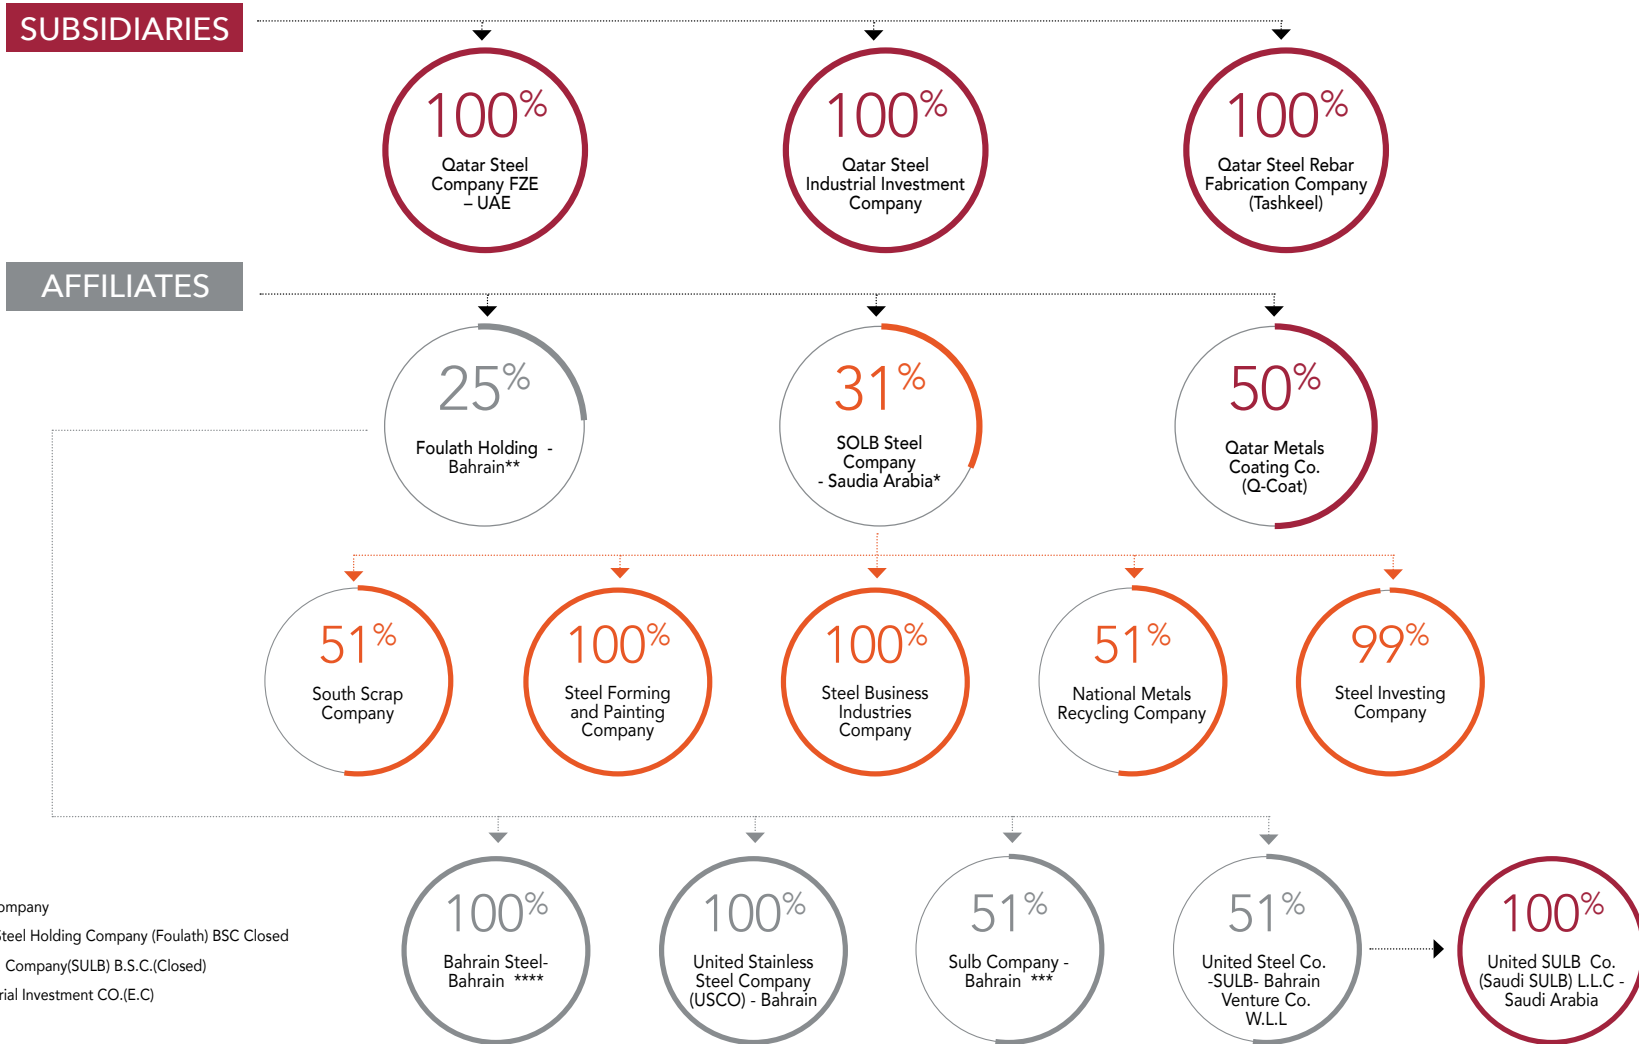 SUBSIDIARIES
100%
Qatar Steel
Company FZE
– UAE
100%
Qatar Steel
Industrial Investment
Company
100%
Qatar Steel Rebar
Fabrication Company
(Tashkeel)
AFFILIATES
25%
Foulath Holding -
Bahrain**
31%
SOLB Steel
Company
- Saudia Arabia*
50%
Qatar Metals
Coating Co.
(Q-Coat)
51%
South Scrap
Company
100%
Steel Forming
and Painting
Company
100%
Steel Business
Industries
Company
51%
National Metals
Recycling Company
99%
Steel Investing
Company
100%
Bahrain Steel-
Bahrain ****
100%
United Stainless
Steel Company
(USCO) - Bahrain
51%
Sulb Company -
Bahrain ***
51%
United Steel Co.
-SULB- Bahrain
Venture Co.
W.L.L
100%
United SULB Co.
(Saudi SULB) L.L.C -
Saudi Arabia
Steel Holding Company (Foulath) BSC Closed
Company(SULB) B.S.C.(Closed)
Investment CO.(E.C)